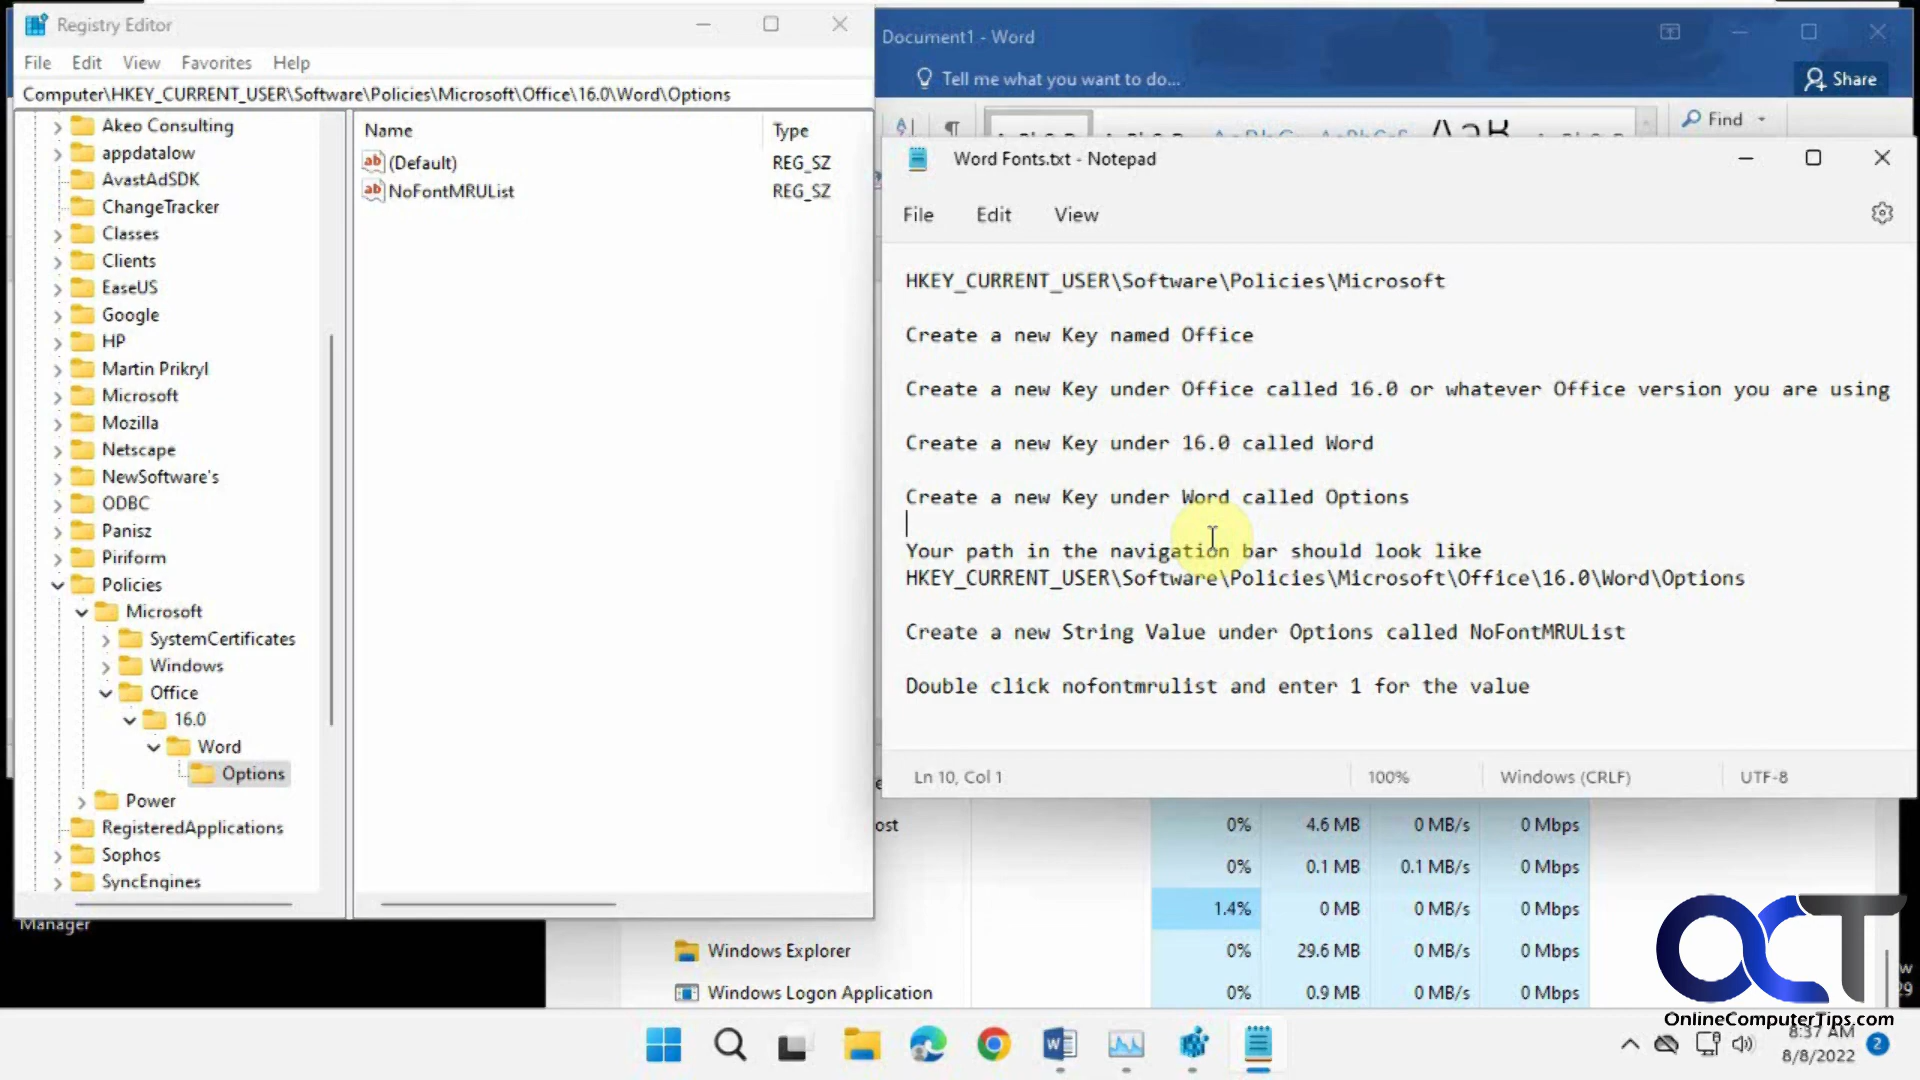 Registry Editor
File Edit View Favorites Help
Computer\HKEY_CURRENT_USER\Software\Policies\Microsoft\Office\16.0\Word\Options
Akeo Consulting
appdatalow
AvastAdSDK
ChangeTracker
Classes
Clients
EaseUS
Google
HP
Martin Prikryl
Microsoft
Mozilla
Netscape
NewSoftware's
ODBC
Panisz
Piriform
Policies
Microsoft
SystemCertificates
Windows
Office
16.0
Word
Options
Power
RegisteredApplications
Sophos
SyncEngines
Name Type
ab (Default) REG_SZ
ab NoFontMRUList REG_SZ
Document1 - Word
Tell me what you want to do...
Share
Find
Word Fonts.txt - Notepad
File Edit View
HKEY_CURRENT_USER\Software\Policies\Microsoft
Create a new Key named Office
Create a new Key under Office called 16.0 or whatever Office version you are using
Create a new Key under 16.0 called Word
Create a new Key under Word called Options
Your path in the navigation bar should look like
HKEY_CURRENT_USER\Software\Policies\Microsoft\Office\16.0\Word\Options
Create a new String Value under Options called NoFontMRUList
Double click nofontmrulist and enter 1 for the value
Ln 10, Col 1 100% Windows (CRLF) UTF-8
ost 0% 4.6 MB 0 MB/s 0 Mbps
0% 0.1 MB 0.1 MB/s 0 Mbps
1.4% 0 MB 0 MB/s 0 Mbps
Windows Explorer 0% 29.6 MB 0 MB/s 0 Mbps
Windows Logon Application 0% 0.9 MB 0 MB/s 0 Mbps
Manager
OCT
OnlineComputerTips.com
8:37 AM
8/8/2022
2